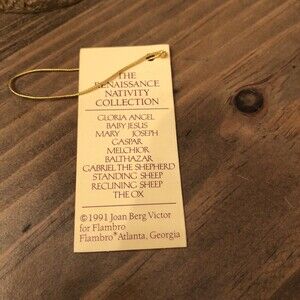 THE
RENAISSANCE
NATIVITY
COLLECTION
GLORIA ANGEL
BABY JESUS
MARY JOSEPH
GASPAR
MELCHIOR
BALTHAZAR
GABRIEL THE SHEPHERD
STANDING SHEEP
RECLINING SHEEP
THE OX
©1991 Joan Berg Victor
for Flambro
Flambro® Atlanta, Georgia